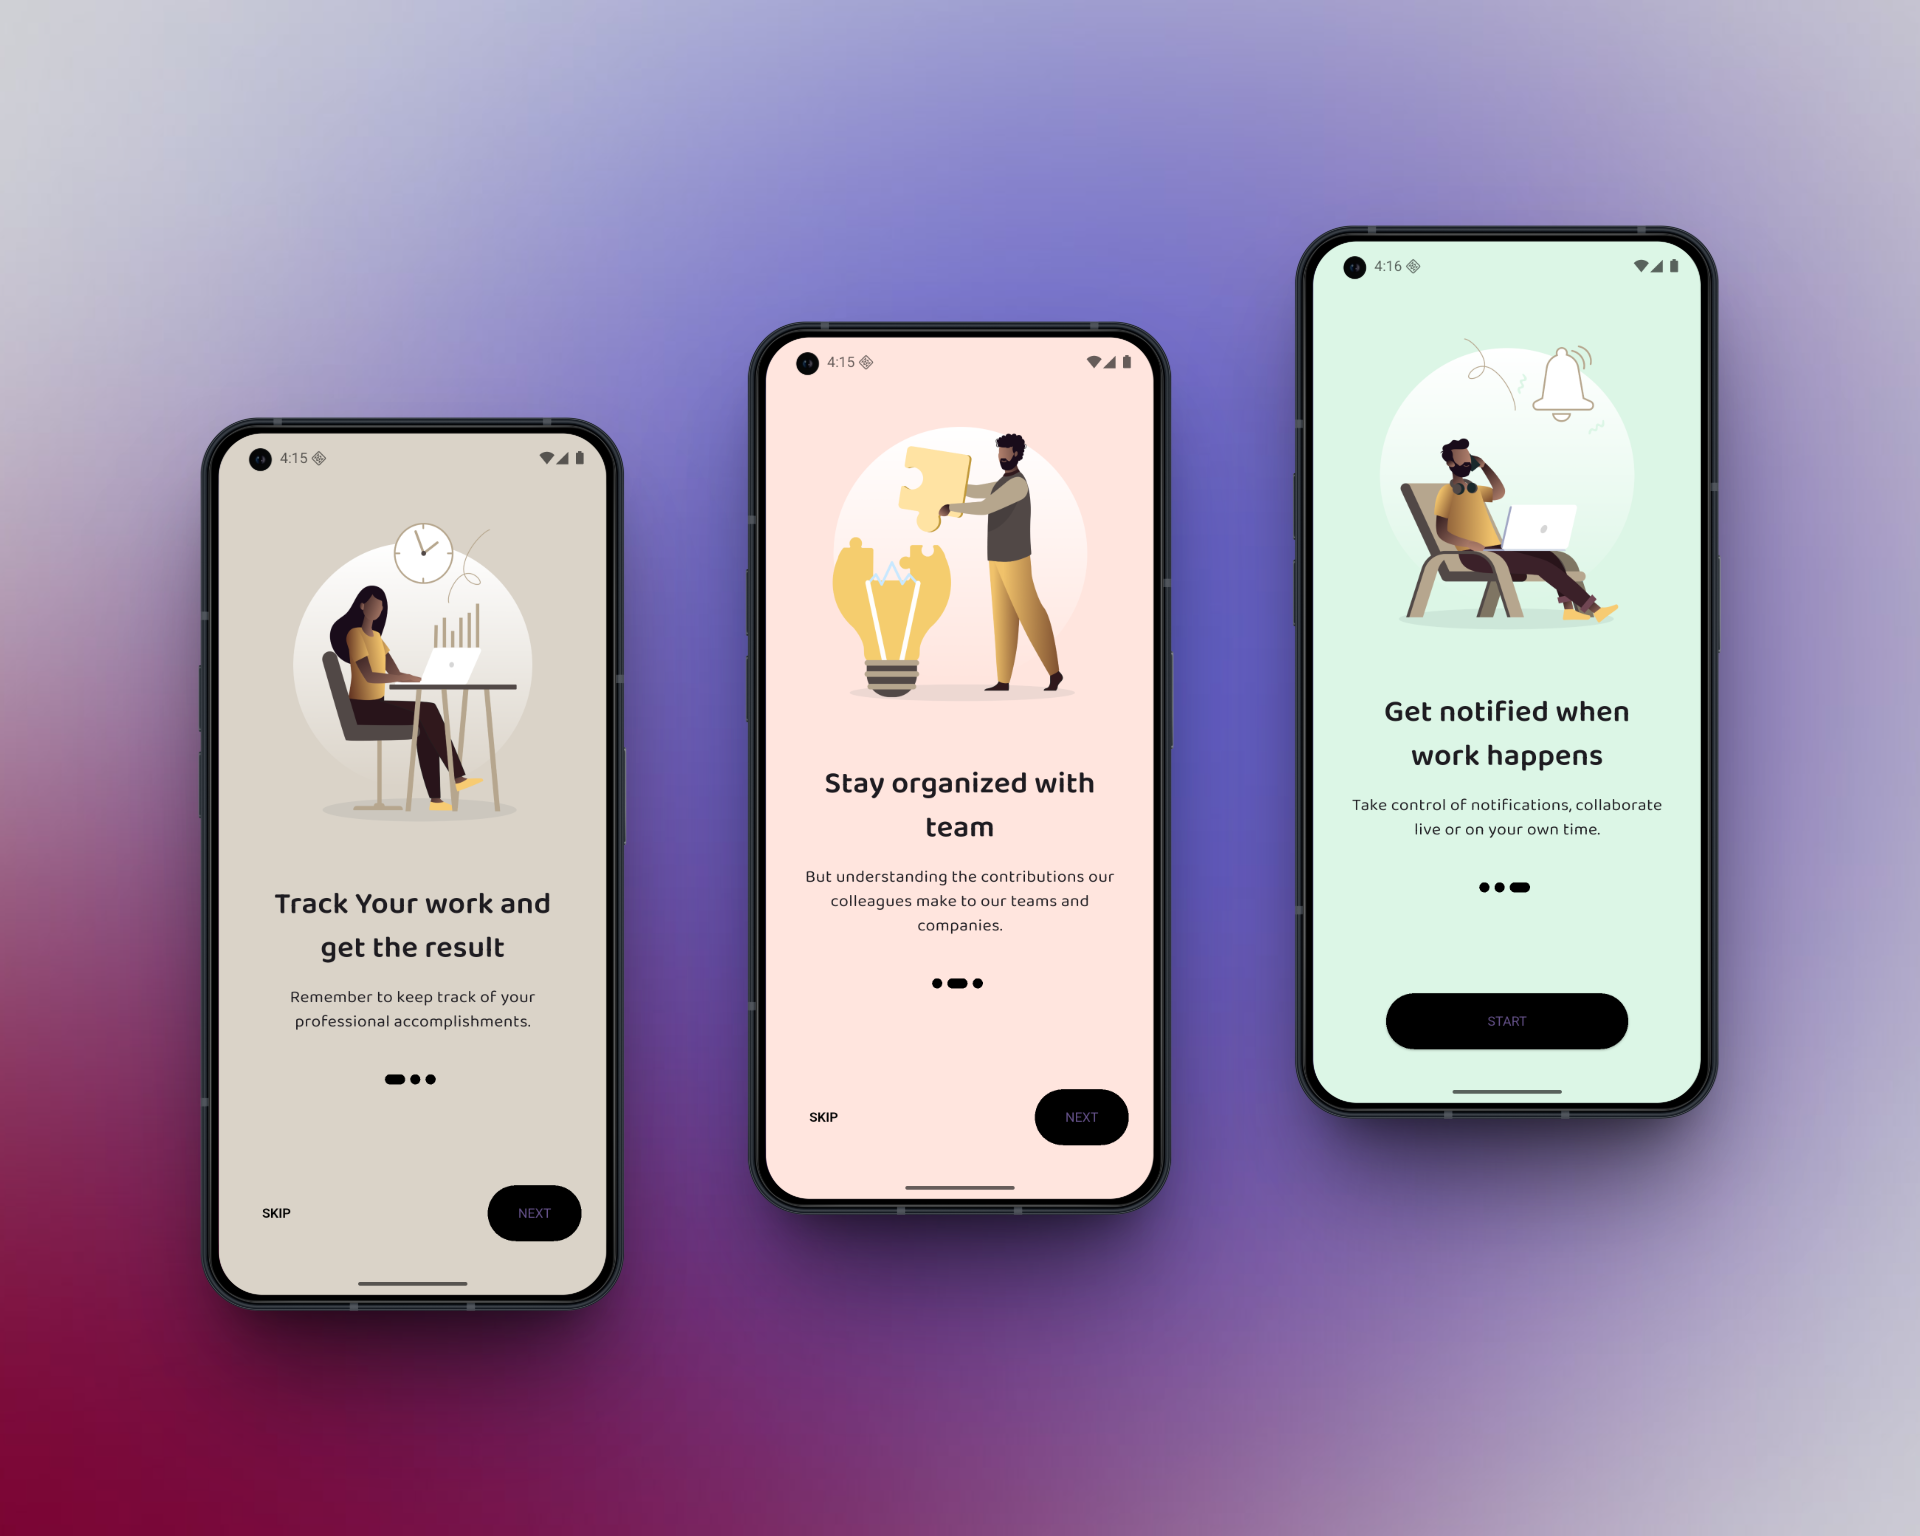 4:15
Track Your work and
get the result
Remember to keep track of your
professional accomplishments.
SKIP
NEXT
4:15
Stay organized with
team
But understanding the contributions our
colleagues make to our teams and
companies.
SKIP
NEXT
4:16
Get notified when
work happens
Take control of notifications, collaborate
live or on your own time.
START